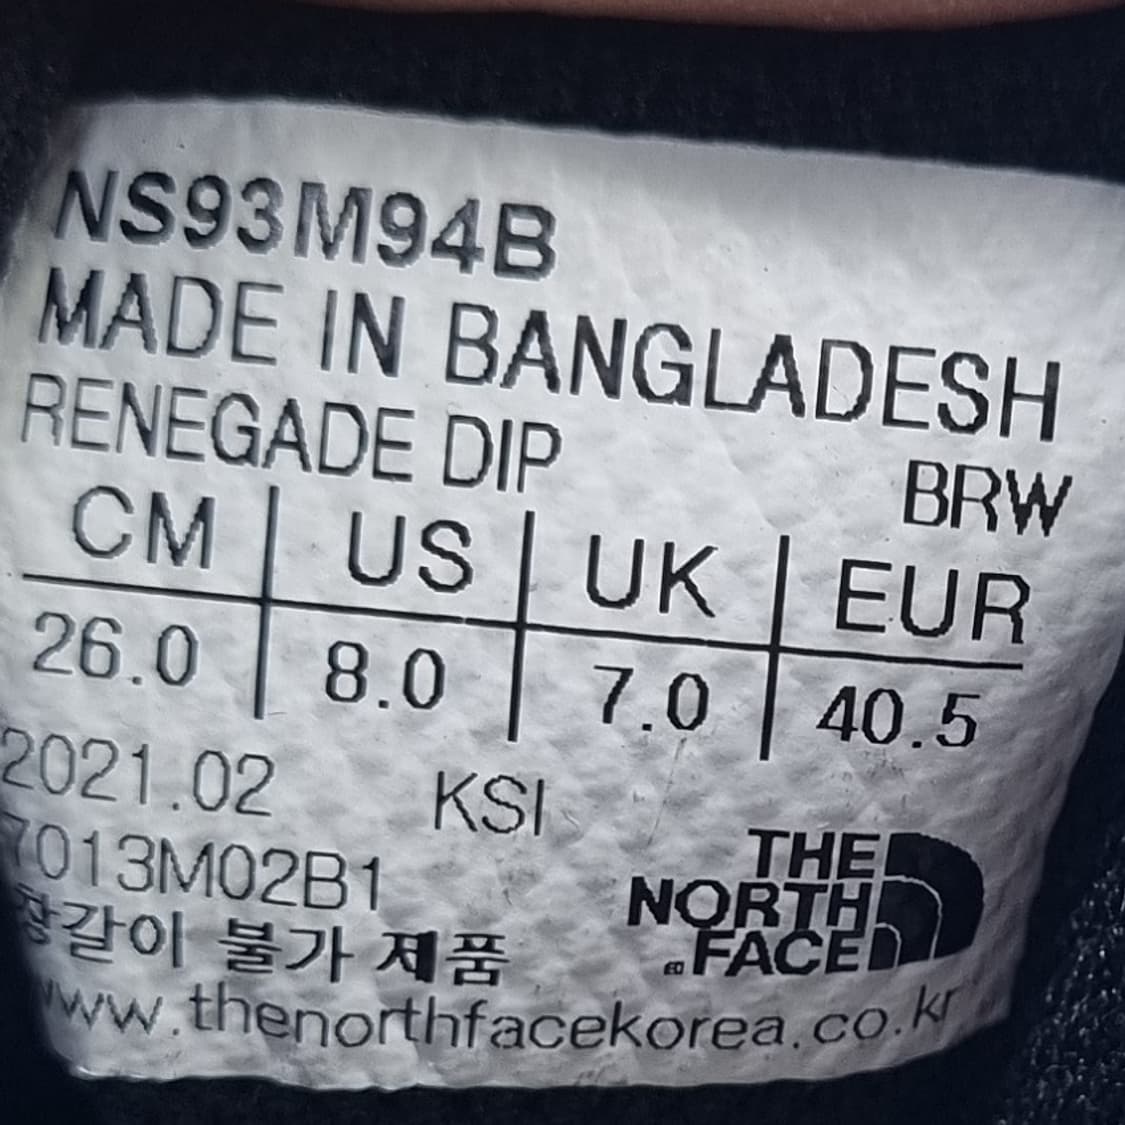 NS93M94B
MADE IN BANGLADESH
RENEGADE DIP BRW
CM US UK EUR
26.0 8.0 7.0 40.5
2021.02 KSI
7013M02B1
창갈이 불가 제품
THE
NORTH
FACE
www.thenorthfacekorea.co.kr